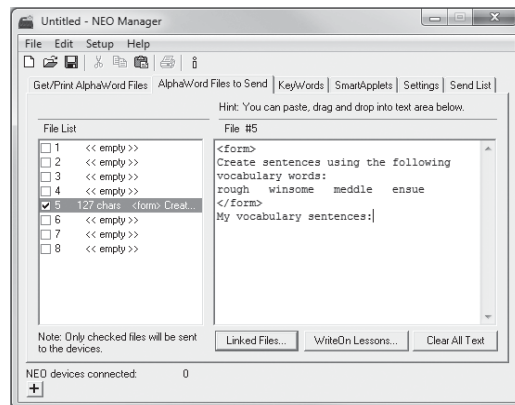 Untitled - NEO Manager
File Edit Setup Help
Get/Print AlphaWord Files AlphaWord Files to Send KeyWords SmartApplets Settings Send List
Hint: You can paste, drag and drop into text area below.
File List
File #5
1 << empty >>
2 << empty >>
3 << empty >>
4 << empty >>
5 127 chars <form> Creat...
6 << empty >>
7 << empty >>
8 << empty >>
<form>
Create sentences using the following
vocabulary words:
rough winsome meddle ensue
</form>
My vocabulary sentences:
Note: Only checked files will be sent
to the devices.
Linked Files... WriteOn Lessons... Clear All Text
NEO devices connected: 0